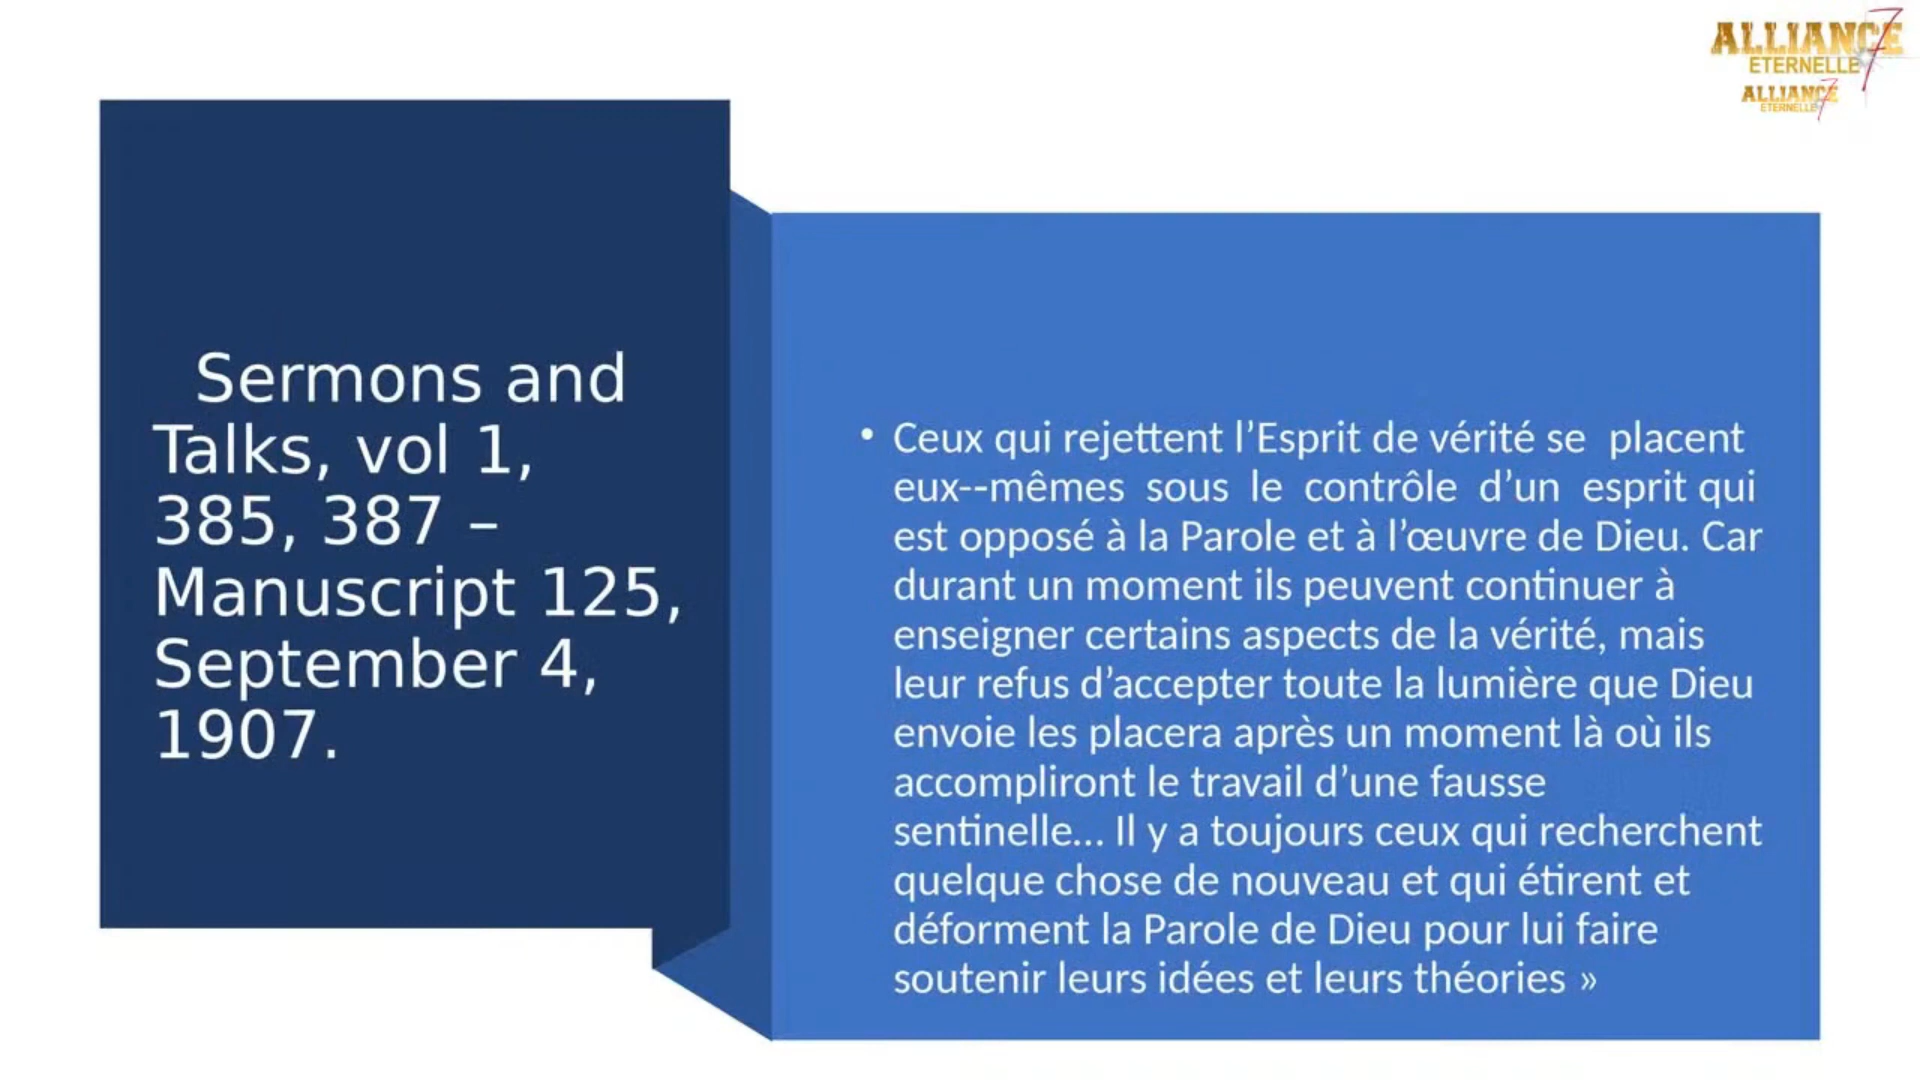 ALLIANCE 7
ETERNELLE
ALLIANCE 7
ETERNELLE
Sermons and
Talks, vol 1,
385, 387 –
Manuscript 125,
September 4,
1907.
• Ceux qui rejettent l’Esprit de vérité se placent
eux--mêmes sous le contrôle d’un esprit qui
est opposé à la Parole et à l’œuvre de Dieu. Car
durant un moment ils peuvent continuer à
enseigner certains aspects de la vérité, mais
leur refus d’accepter toute la lumière que Dieu
envoie les placera après un moment là où ils
accompliront le travail d’une fausse
sentinelle… Il y a toujours ceux qui recherchent
quelque chose de nouveau et qui étirent et
déforment la Parole de Dieu pour lui faire
soutenir leurs idées et leurs théories »